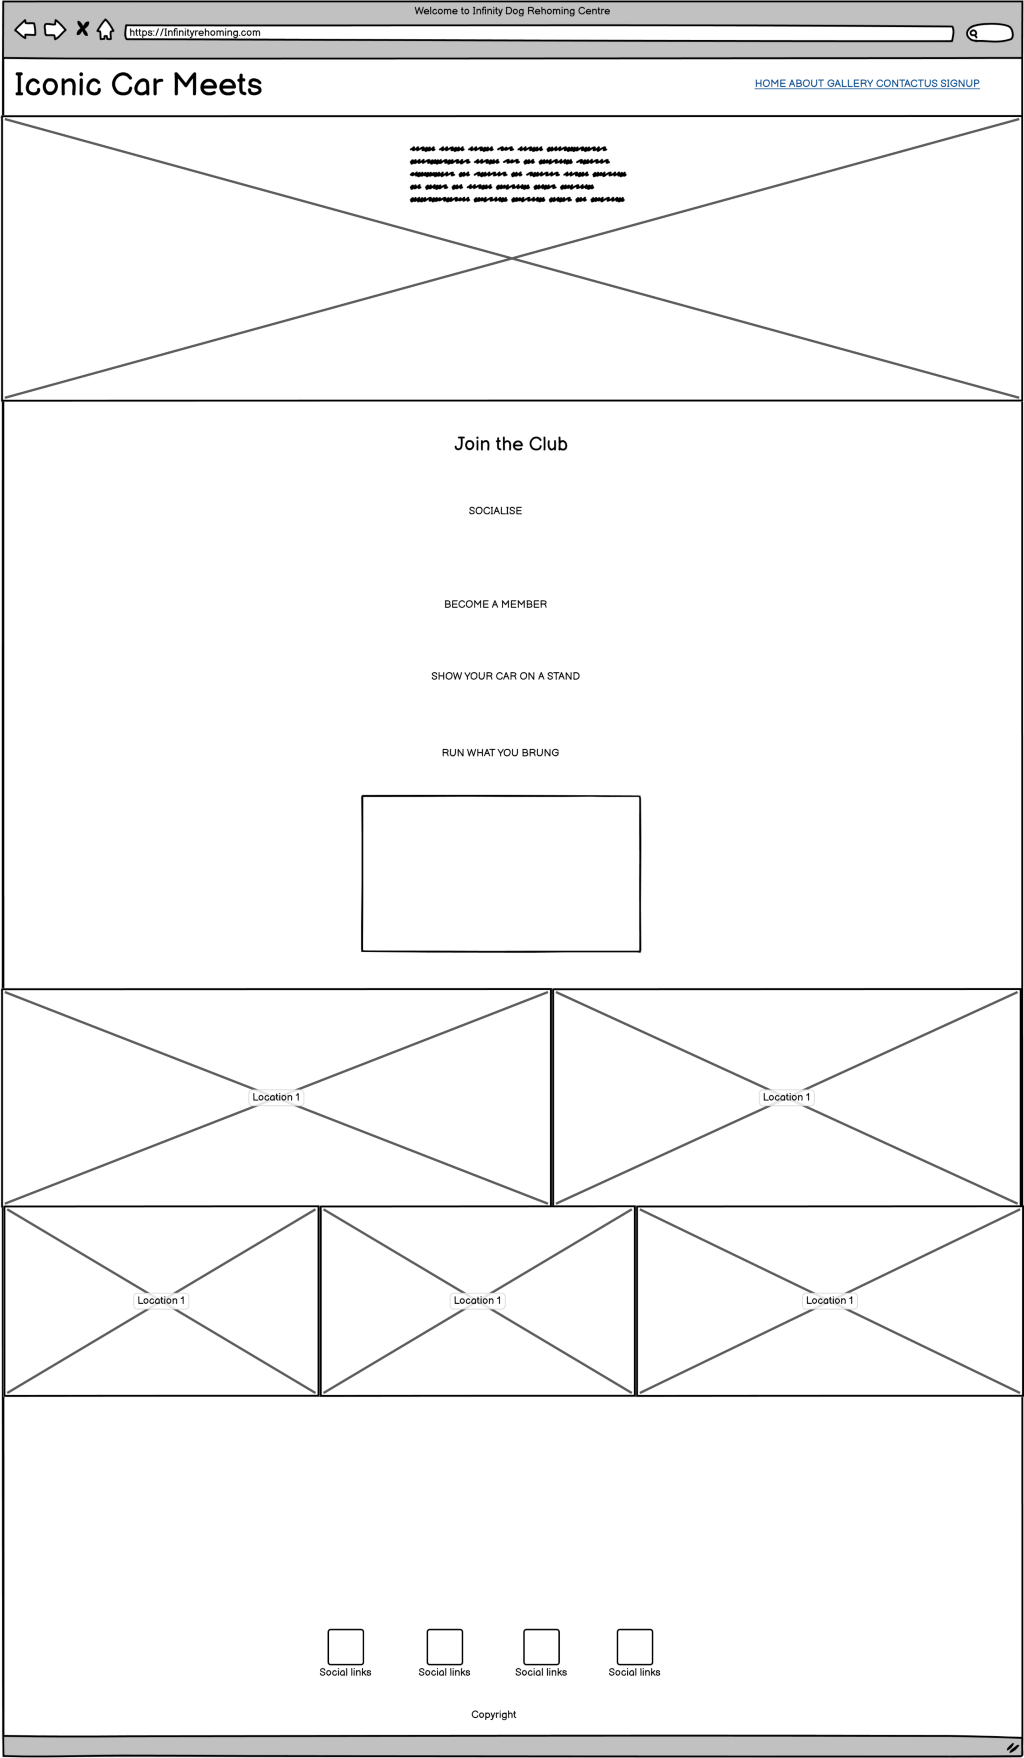 Welcome to Infinity Dog Rehoming Centre
https://Infinityrehoming.com
Iconic Car Meets
HOME ABOUT GALLERY CONTACTUS SIGNUP
Join the Club
SOCIALISE
BECOME A MEMBER
SHOW YOUR CAR ON A STAND
RUN WHAT YOU BRUNG
Location 1
Location 1
Location 1
Location 1
Location 1
Social links
Social links
Social links
Social links
Copyright